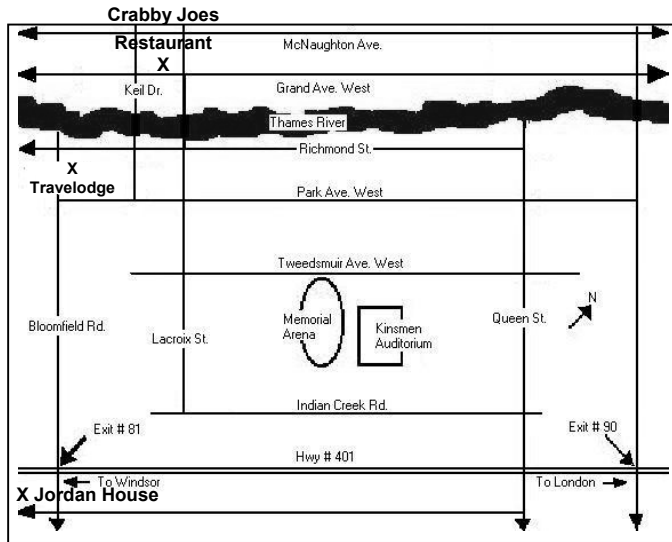 Crabby Joes
McNaughton Ave.
Restaurant
X
Keil Dr.
Grand Ave. West
Thames River
Richmond St.
X
Travelodge
Park Ave. West
Tweedsmuir Ave. West
N
Bloomfield Rd.
Lacroix St.
Memorial
Arena
Kinsmen
Auditorium
Queen St.
Indian Creek Rd.
Exit # 81
Exit # 90
Hwy # 401
To Windsor
To London
X Jordan House